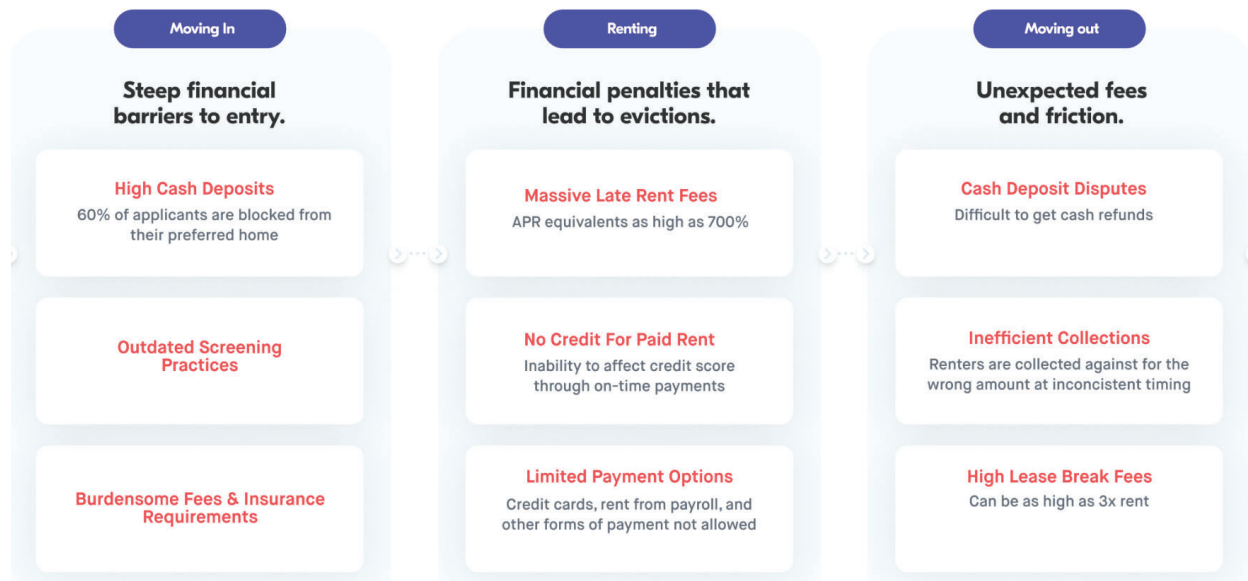 Moving In
Steep financial
barriers to entry.
High Cash Deposits
60% of applicants are blocked from
their preferred home
Outdated Screening
Practices
Burdensome Fees & Insurance
Requirements
Renting
Financial penalties that
lead to evictions.
Massive Late Rent Fees
APR equivalents as high as 700%
No Credit For Paid Rent
Inability to affect credit score
through on-time payments
Limited Payment Options
Credit cards, rent from payroll, and
other forms of payment not allowed
Moving out
Unexpected fees
and friction.
Cash Deposit Disputes
Difficult to get cash refunds
Inefficient Collections
Renters are collected against for the
wrong amount at inconsistent timing
High Lease Break Fees
Can be as high as 3x rent